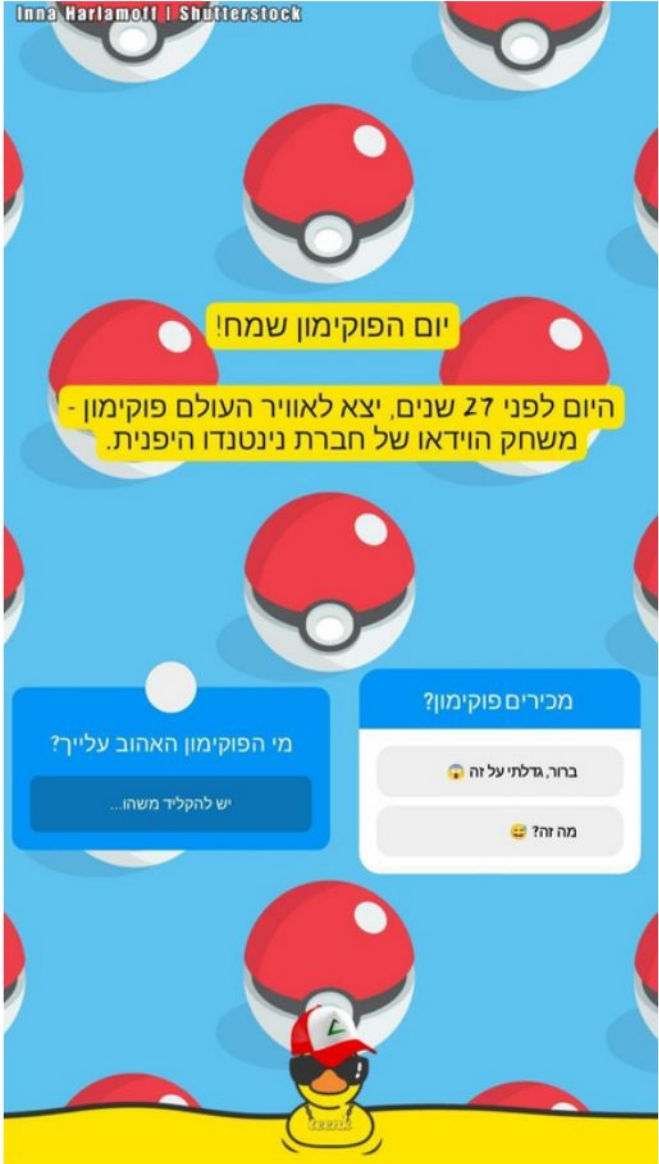 Inna Harlamoff | Shutterstock
יום הפוקימון שמח!
היום לפני 27 שנים, יצא לאוויר העולם פוקימון -
משחק הוידאו של חברת נינטנדו היפנית.
מכירים פוקימון?
ברור, גדלתי על זה 😱
מה זה? 😅
מי הפוקימון האהוב עלייך?
יש להקליד משהו...
teenk